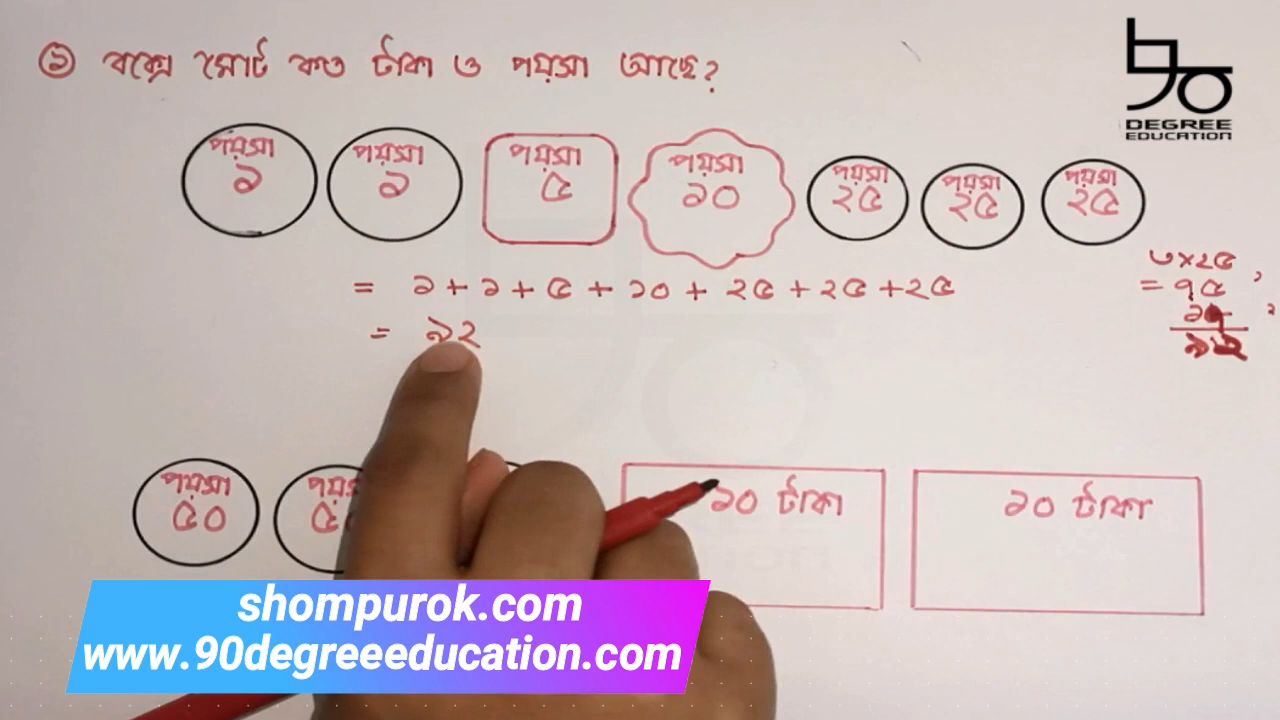 ১ বক্সে মোট কত টাকা ও পয়সা আছে?
DEGREE
EDUCATION
পয়সা ১
পয়সা ১
পয়সা ৫
পয়সা ১০
পয়সা ২৫
পয়সা ২৫
পয়সা ২৫
= ১ + ১ + ৫ + ১০ + ২৫ + ২৫ + ২৫
= ৯২
৩×২৫
= ৭৫
পয়সা ৫০
১০ টাকা
১০ টাকা
shompurok.com
www.90degreeeducation.com